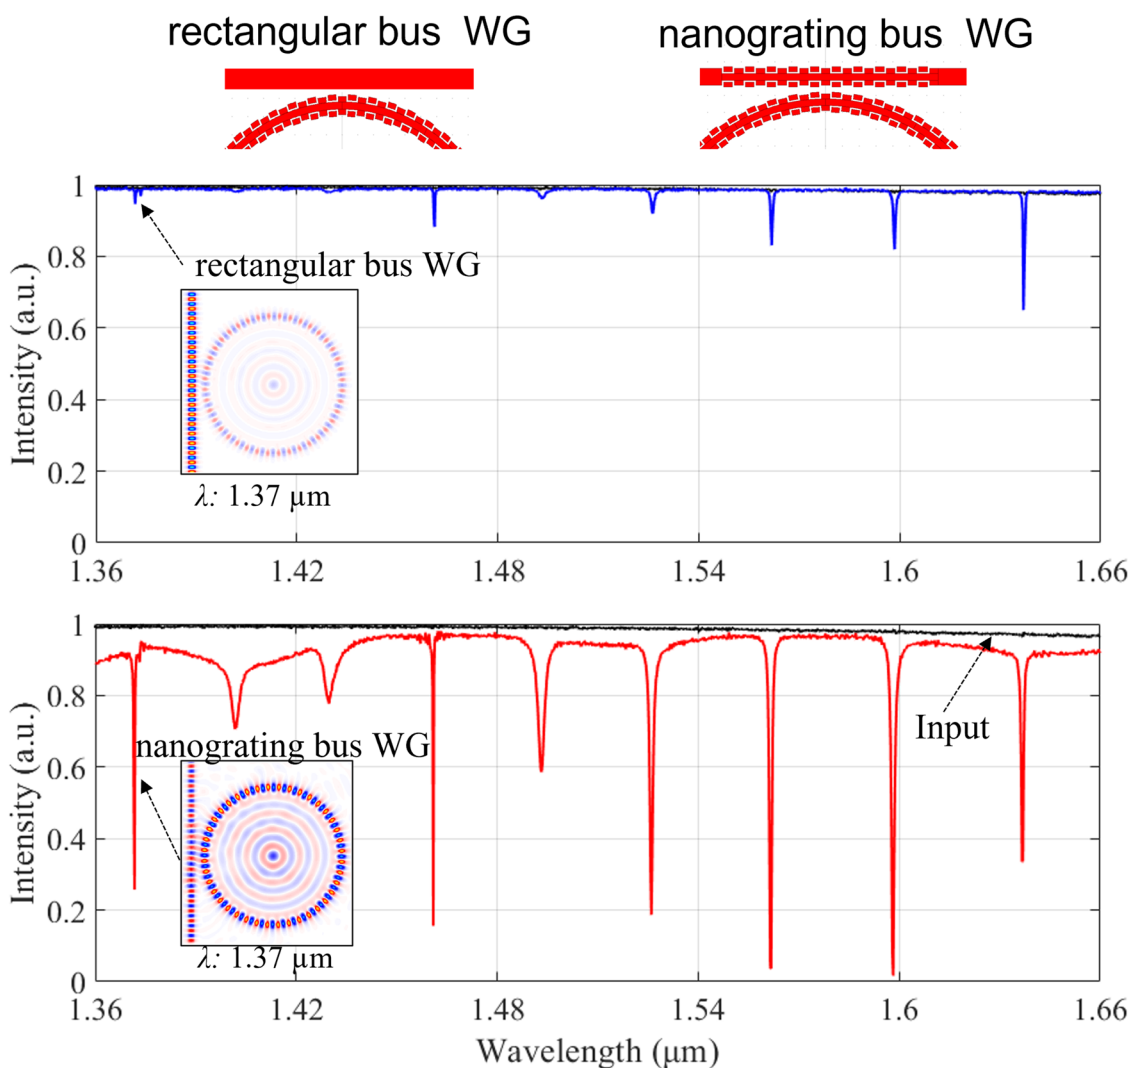 rectangular bus WG
nanograting bus WG
1
0.8
0.6
0.4
0.2
0
Intensity (a.u.)
rectangular bus WG
λ: 1.37 µm
1.36
1.42
1.48
1.54
1.6
1.66
1
0.8
0.6
0.4
0.2
0
Intensity (a.u.)
Input
nanograting bus WG
λ: 1.37 µm
1.36
1.42
1.48
1.54
1.6
1.66
Wavelength (µm)